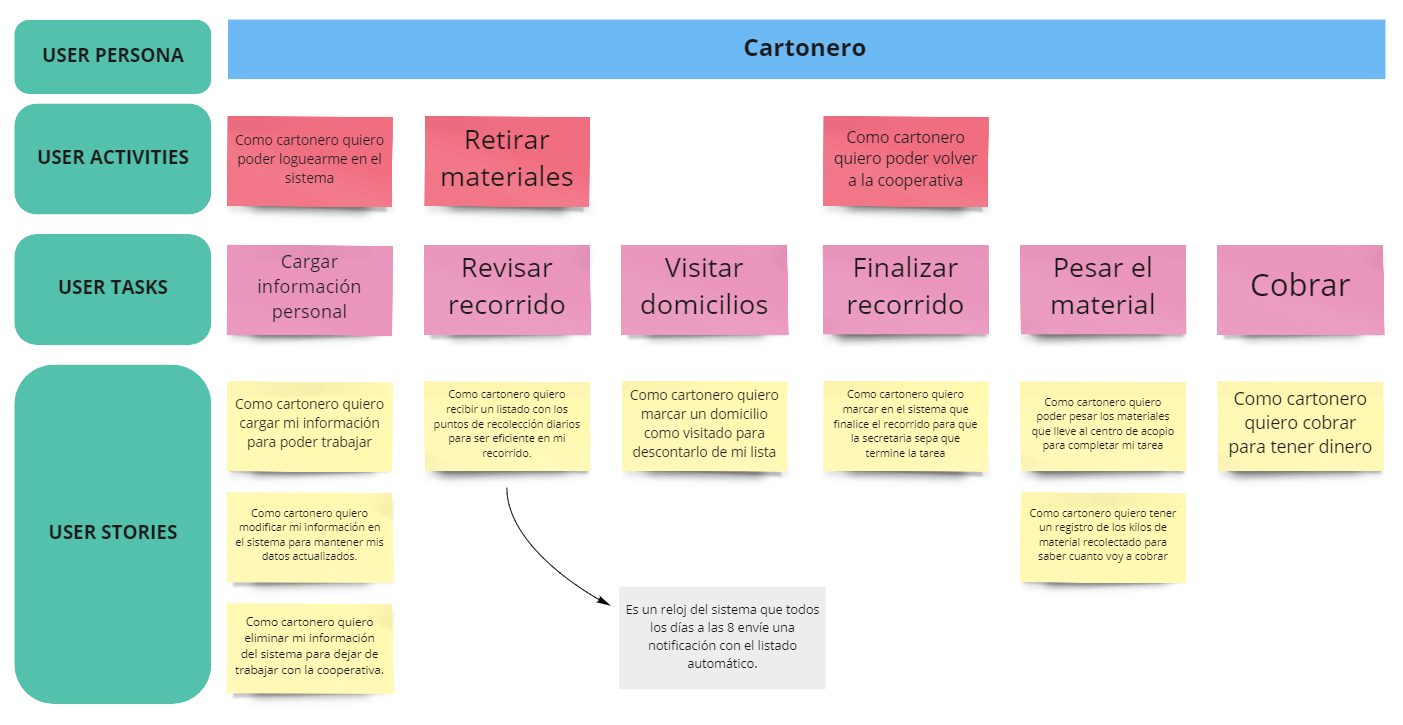 USER PERSONA
Cartonero
USER ACTIVITIES
Como cartonero quiero
poder loguearme en el
sistema
Retirar
materiales
Como cartonero
quiero poder volver
a la cooperativa
USER TASKS
Cargar
información
personal
Revisar
recorrido
Visitar
domicilios
Finalizar
recorrido
Pesar el
material
Cobrar
USER STORIES
Como cartonero quiero
cargar mi información
para poder trabajar
Como cartonero quiero
recibir un listado con los
puntos de recolección diarios
para ser eficiente en mi
recorrido.
Como cartonero quiero
marcar un domicilio
como visitado para
descontarlo de mi lista
Como cartonero quiero
marcar en el sistema que
finalice el recorrido para que
la secretaria sepa que
termine la tarea
Como cartonero quiero
poder pesar los materiales
que lleve al centro de acopio
para completar mi tarea
Como cartonero
quiero cobrar
para tener dinero
Como cartonero quiero
modificar mi información en
el sistema para mantener mis
datos actualizados.
Como cartonero quiero tener
un registro de los kilos de
material recolectado para
saber cuanto voy a cobrar
Como cartonero quiero
eliminar mi información
del sistema para dejar de
trabajar con la cooperativa.
Es un reloj del sistema que todos
los días a las 8 envíe una
notificación con el listado
automático.